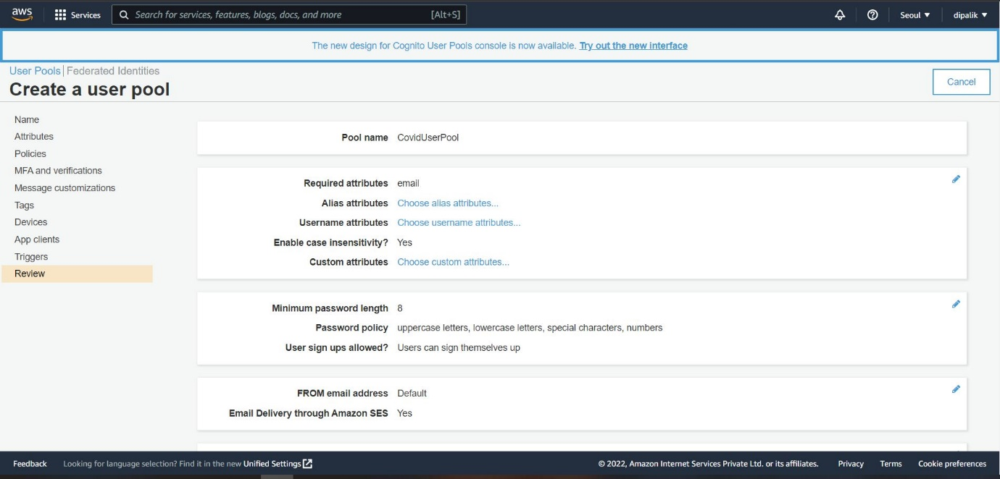 aws Services Search for services, features, blogs, docs, and more [Alt+S] Seoul ▼ dipalik ▼
The new design for Cognito User Pools console is now available. Try out the new interface
User Pools | Federated Identities
Create a user pool
Cancel
Name
Attributes
Policies
MFA and verifications
Message customizations
Tags
Devices
App clients
Triggers
Review
Pool name CovidUserPool
Required attributes email
Alias attributes Choose alias attributes...
Username attributes Choose username attributes...
Enable case insensitivity? Yes
Custom attributes Choose custom attributes...
Minimum password length 8
Password policy uppercase letters, lowercase letters, special characters, numbers
User sign ups allowed? Users can sign themselves up
FROM email address Default
Email Delivery through Amazon SES Yes
Feedback Looking for language selection? Find it in the new Unified Settings © 2022, Amazon Internet Services Private Ltd. or its affiliates. Privacy Terms Cookie preferences